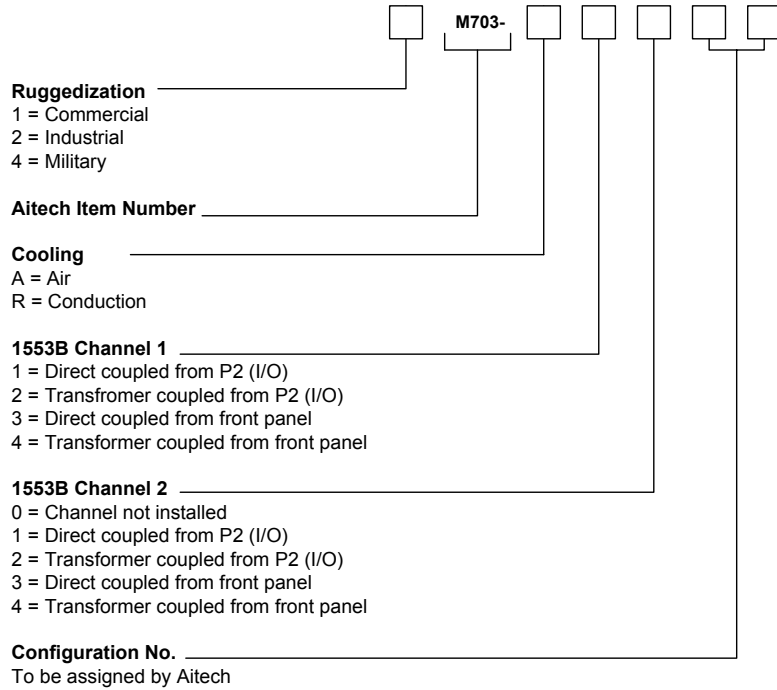 M703-
Ruggedization
1 = Commercial
2 = Industrial
4 = Military
Aitech Item Number
Cooling
A = Air
R = Conduction
1553B Channel 1
1 = Direct coupled from P2 (I/O)
2 = Transfromer coupled from P2 (I/O)
3 = Direct coupled from front panel
4 = Transformer coupled from front panel
1553B Channel 2
0 = Channel not installed
1 = Direct coupled from P2 (I/O)
2 = Transformer coupled from P2 (I/O)
3 = Direct coupled from front panel
4 = Transformer coupled from front panel
Configuration No.
To be assigned by Aitech